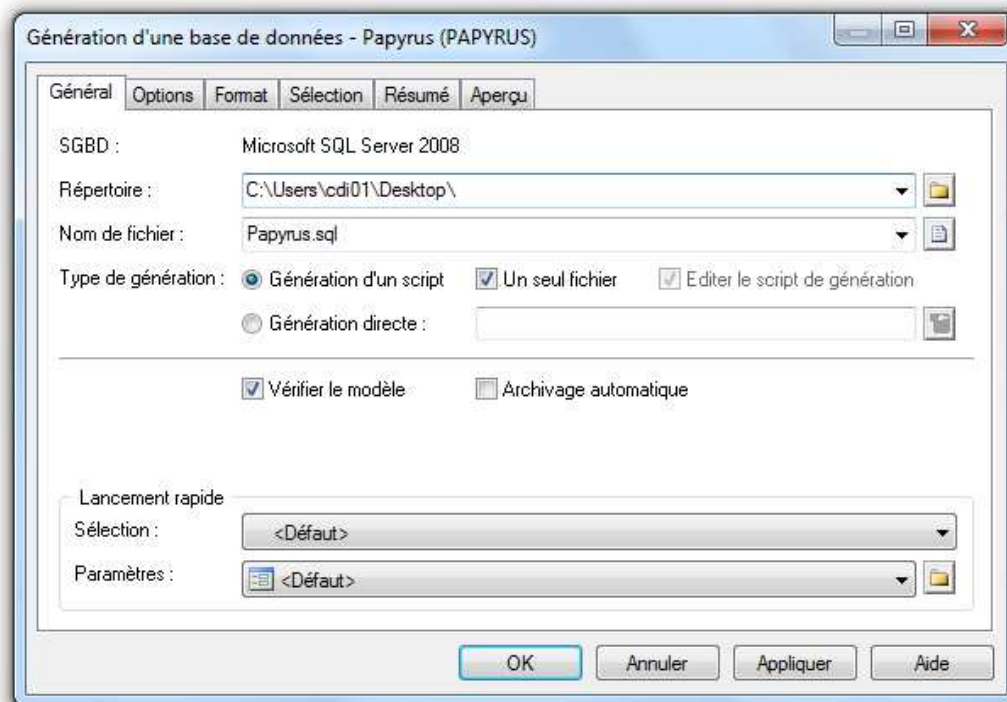 Génération d'une base de données - Papyrus (PAPYRUS)
Général Options Format Sélection Résumé Aperçu
SGBD : Microsoft SQL Server 2008
Répertoire : C:\Users\cdi01\Desktop\
Nom de fichier : Papyrus.sql
Type de génération : Génération d'un script Un seul fichier Editer le script de génération
Génération directe :
Vérifier le modèle Archivage automatique
Lancement rapide
Sélection : <Défaut>
Paramètres : <Défaut>
OK Annuler Appliquer Aide